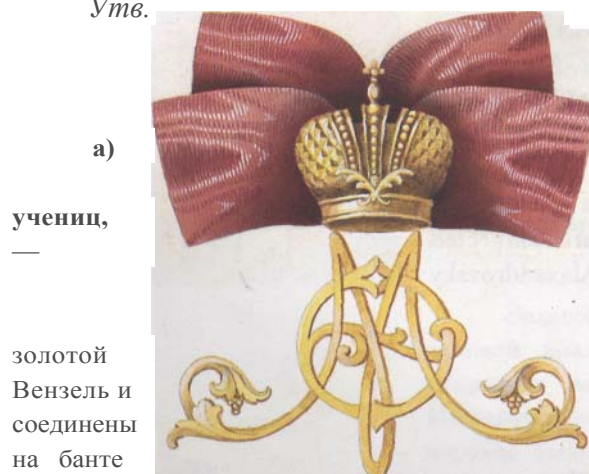 Утв.
а)
учениц,
—
золотой
Вензель и
соединены
на банте